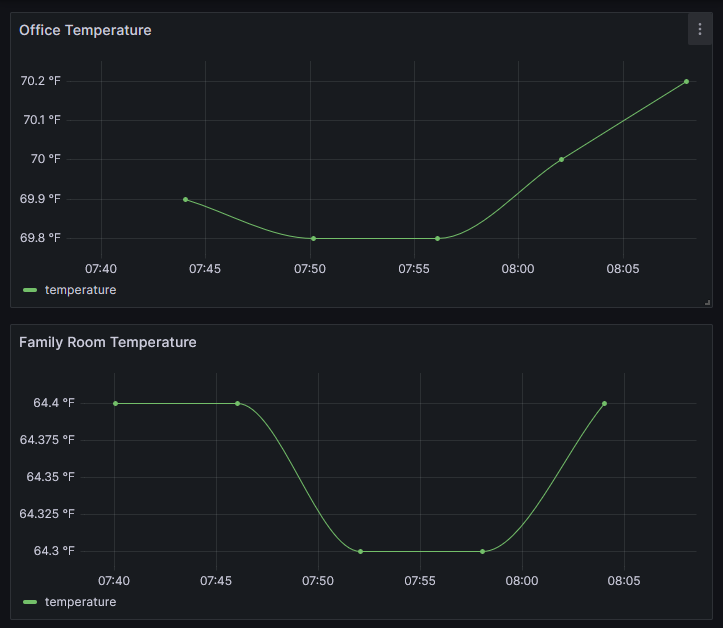 Office Temperature
70.2 °F
70.1 °F
70 °F
69.9 °F
69.8 °F
07:40 07:45 07:50 07:55 08:00 08:05
temperature
Family Room Temperature
64.4 °F
64.375 °F
64.35 °F
64.325 °F
64.3 °F
07:40 07:45 07:50 07:55 08:00 08:05
temperature